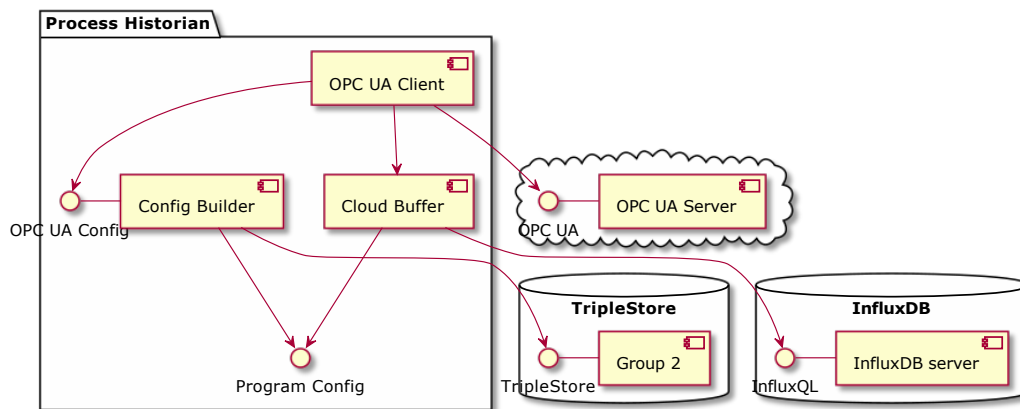 Process Historian
OPC UA Client
OPC UA Config
Config Builder
Cloud Buffer
OPC UA
OPC UA Server
Program Config
TripleStore
TripleStore
Group 2
InfluxDB
InfluxQL
InfluxDB server